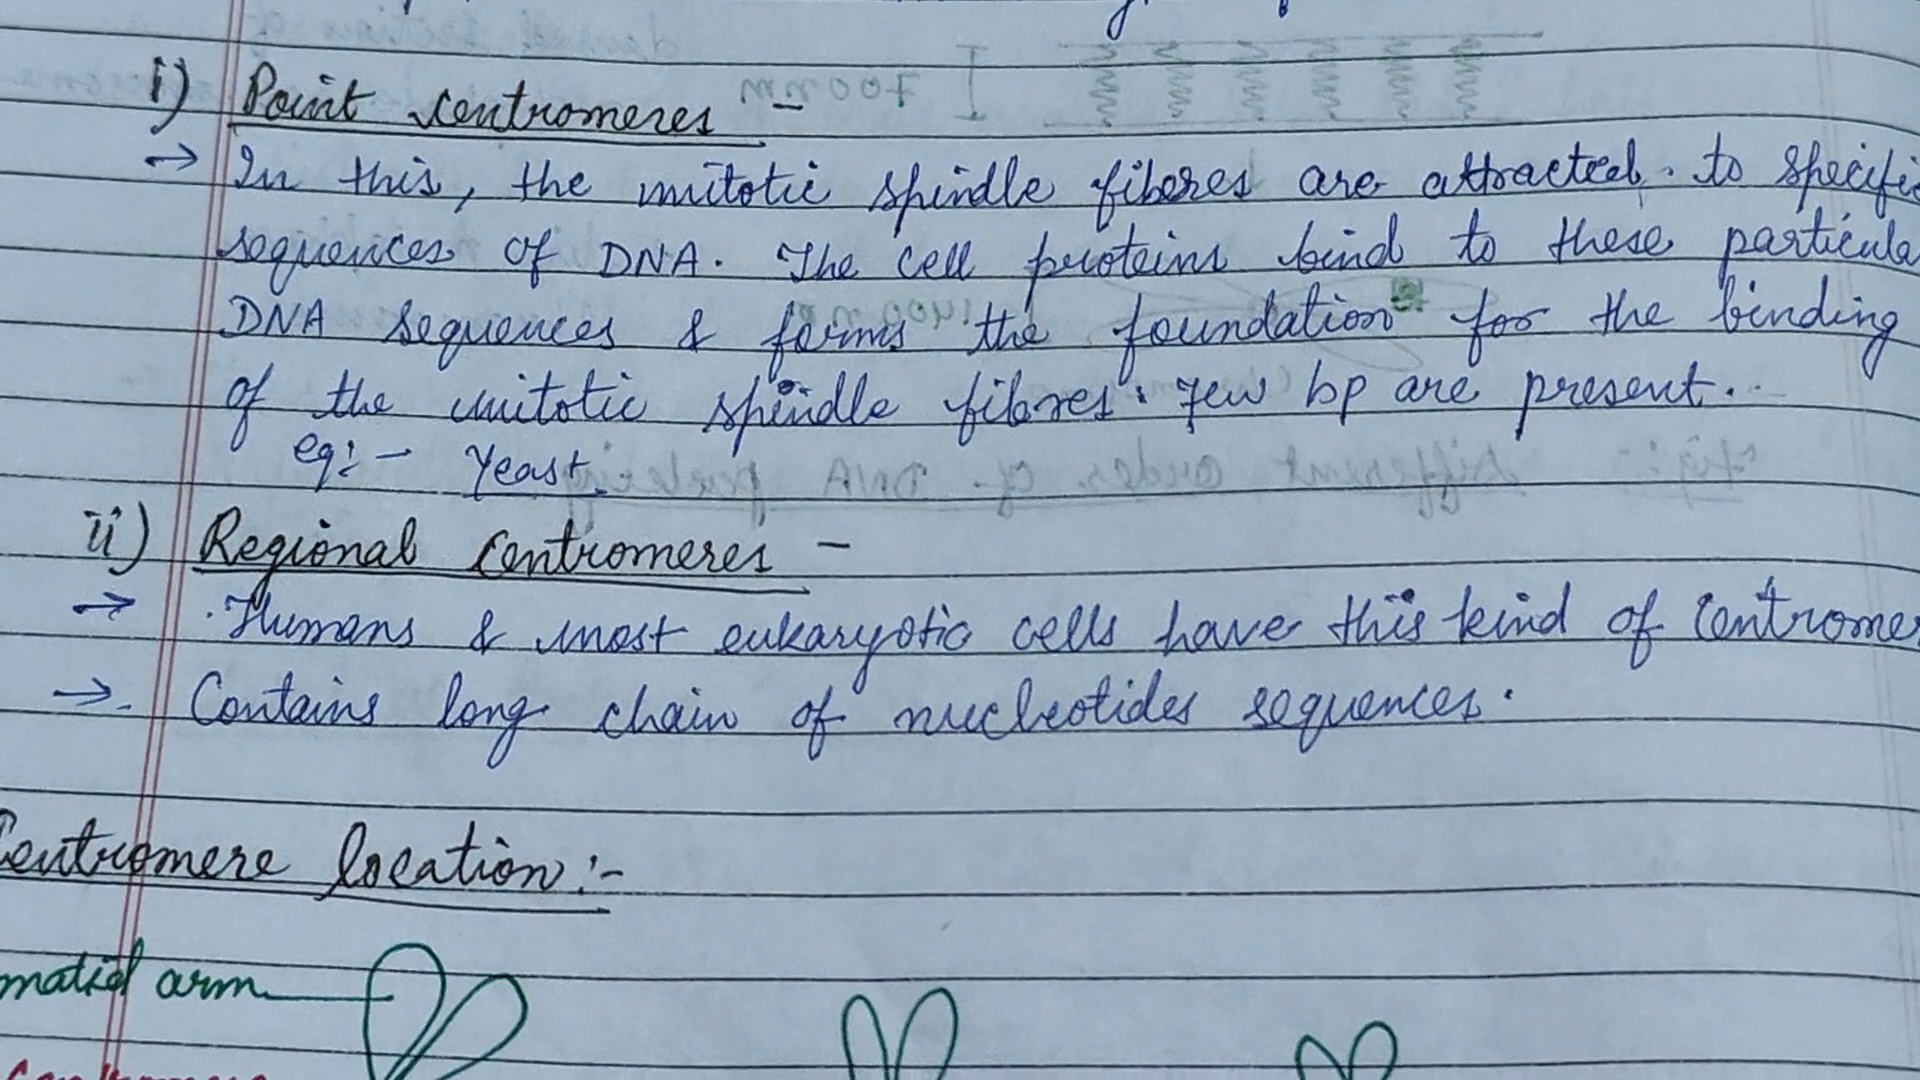 i) Point centromeres -
→ In this, the mitotic spindle fibres are attracted to specific
sequences of DNA. The cell proteins bind to these particula
DNA sequences & forms the foundation for the binding
of the mitotic spindle fibres. Few bp are present.
eg:- Yeast.
ii) Regional Centromeres -
→ Humans & most eukaryotic cells have this kind of Centromer
→ Contains long chain of nucleotides sequences.
Centromere location:-
matid arm